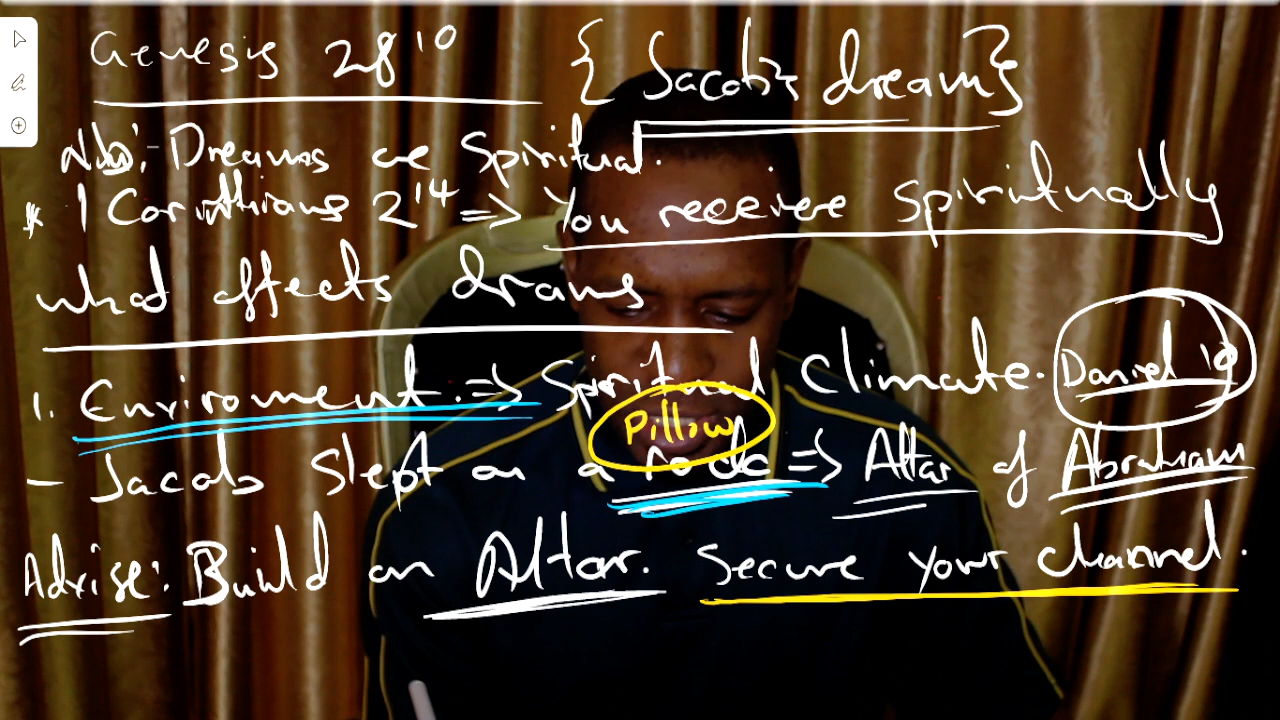 Genesis 28¹⁰ {Jacob's dream}
Nb:- Dreams are Spiritual.
* 1 Corinthians 2¹⁴ => You receive spiritually
what affects drams
1. Enviroment. => Spiritual Climate. Daniel 10
Pillow
- Jacob slept on a rock => Altar of Abraham
Advise: Build an Altar. Secure your channel.